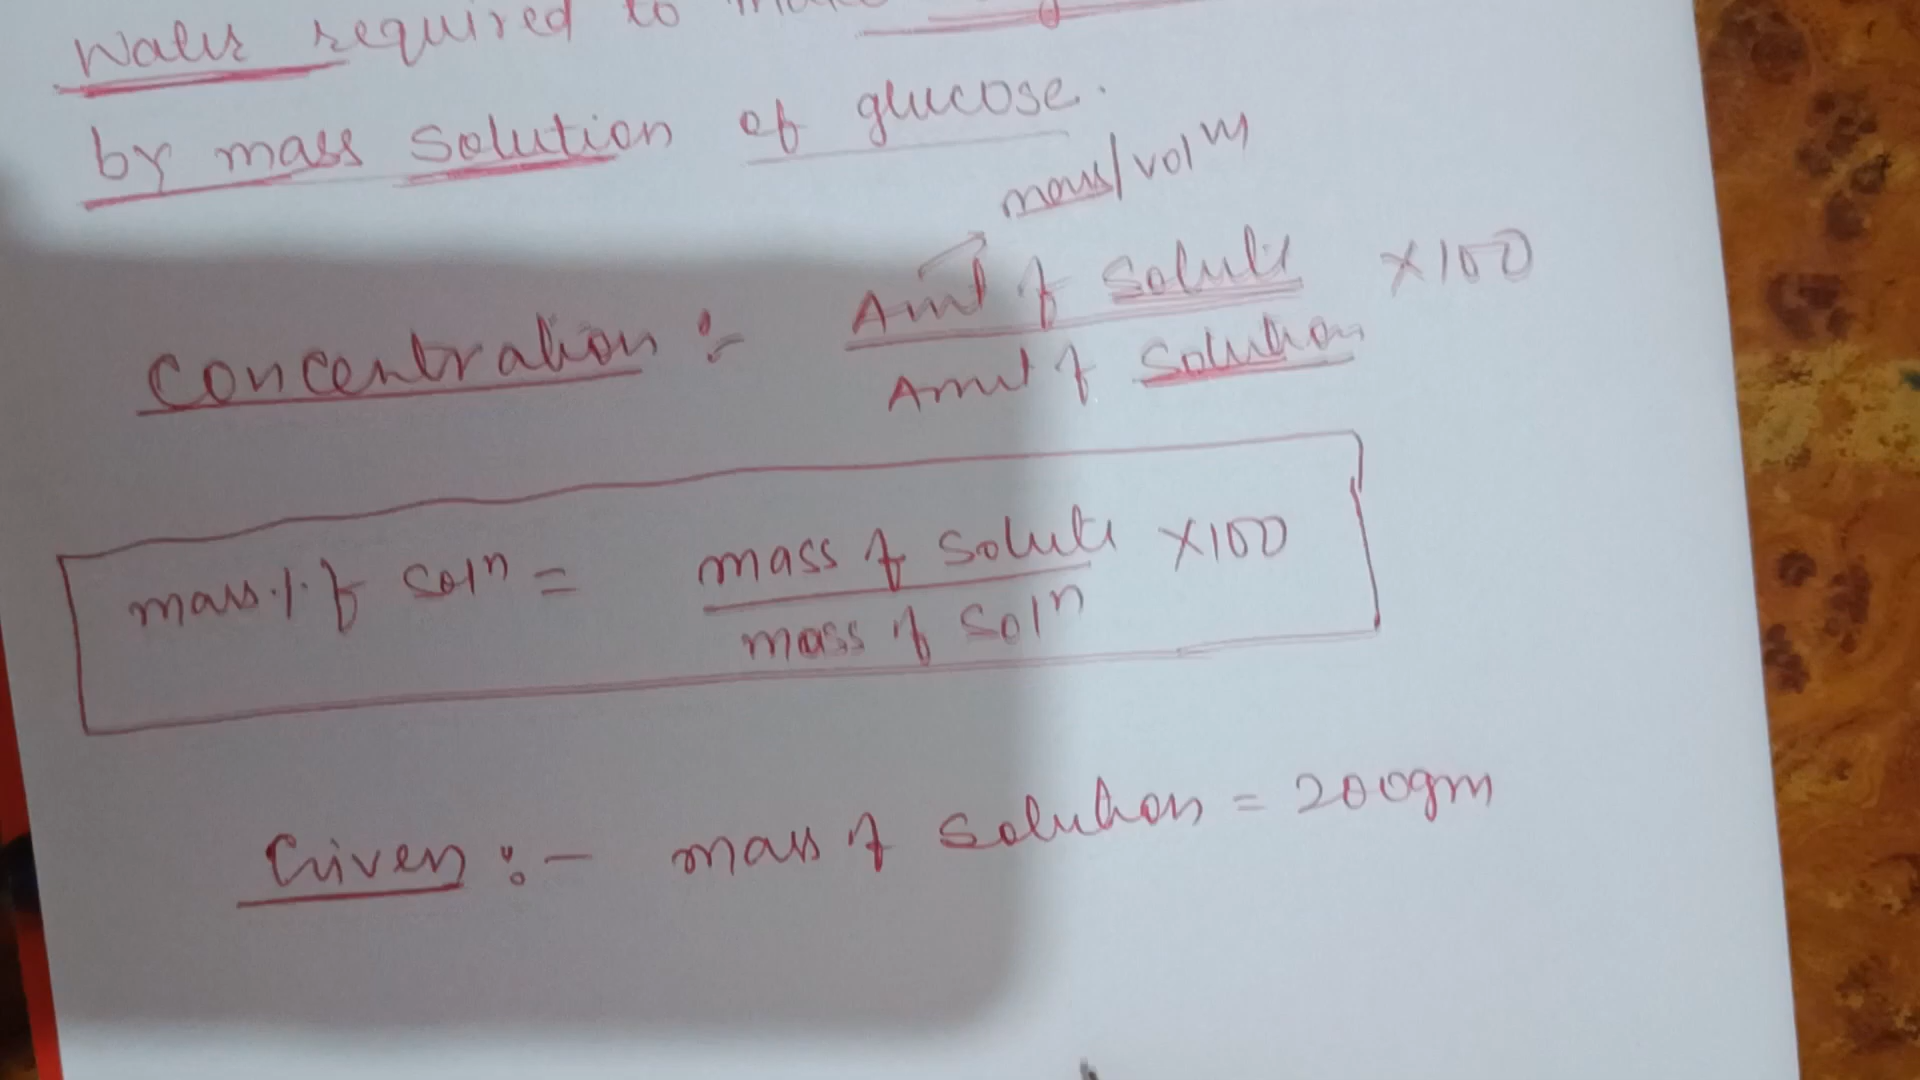 Water required to make
by mass solution of glucose.
mass/volm
Concentration :- Amt of Solute ×100
Amt of Solution
mass % of Soln = mass of Solute ×100
mass of Soln
Given :- mass of Solution = 200gm